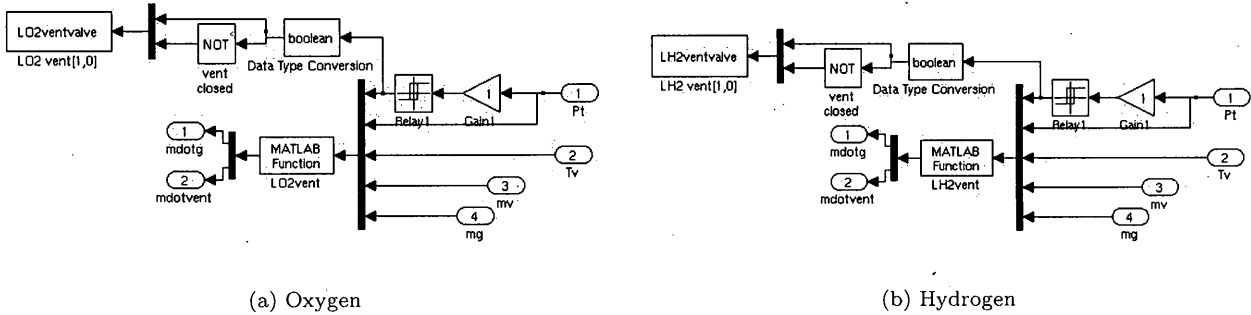 LO2ventvalve
LO2 vent[1,0]
NOT
vent
closed
boolean
Data Type Conversion
Relay1
1
Gain1
1
Pt
1
mdotg
2
mdotvent
MATLAB
Function
LO2vent
2
Tv
3
mv
4
mg
(a) Oxygen
LH2ventvalve
LH2 vent[1,0]
NOT
vent
closed
boolean
Data Type Conversion
Relay1
1
Gain1
1
Pt
1
mdotg
2
mdotvent
MATLAB
Function
LH2vent
2
Tv
3
mv
4
mg
(b) Hydrogen